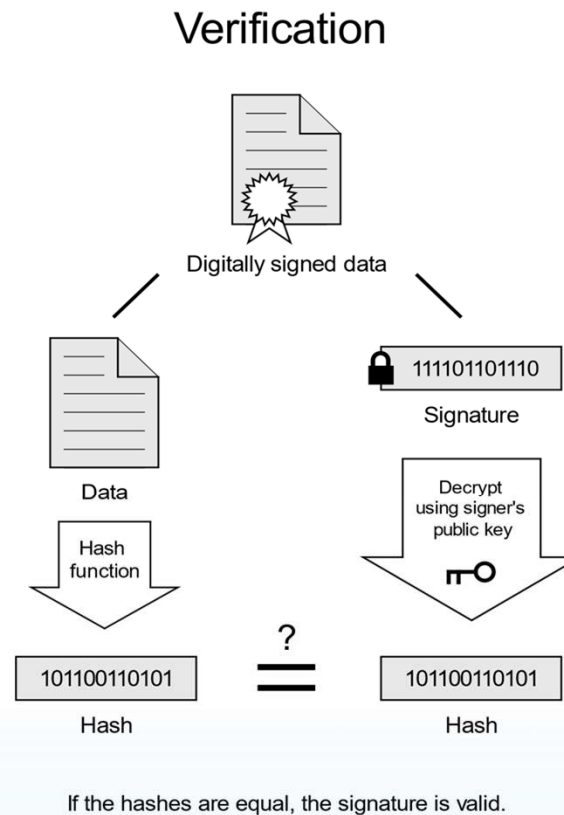 Verification
Digitally signed data
Data
Hash
function
101100110101
Hash
111101101110
Signature
Decrypt
using signer's
public key
101100110101
Hash
?
If the hashes are equal, the signature is valid.